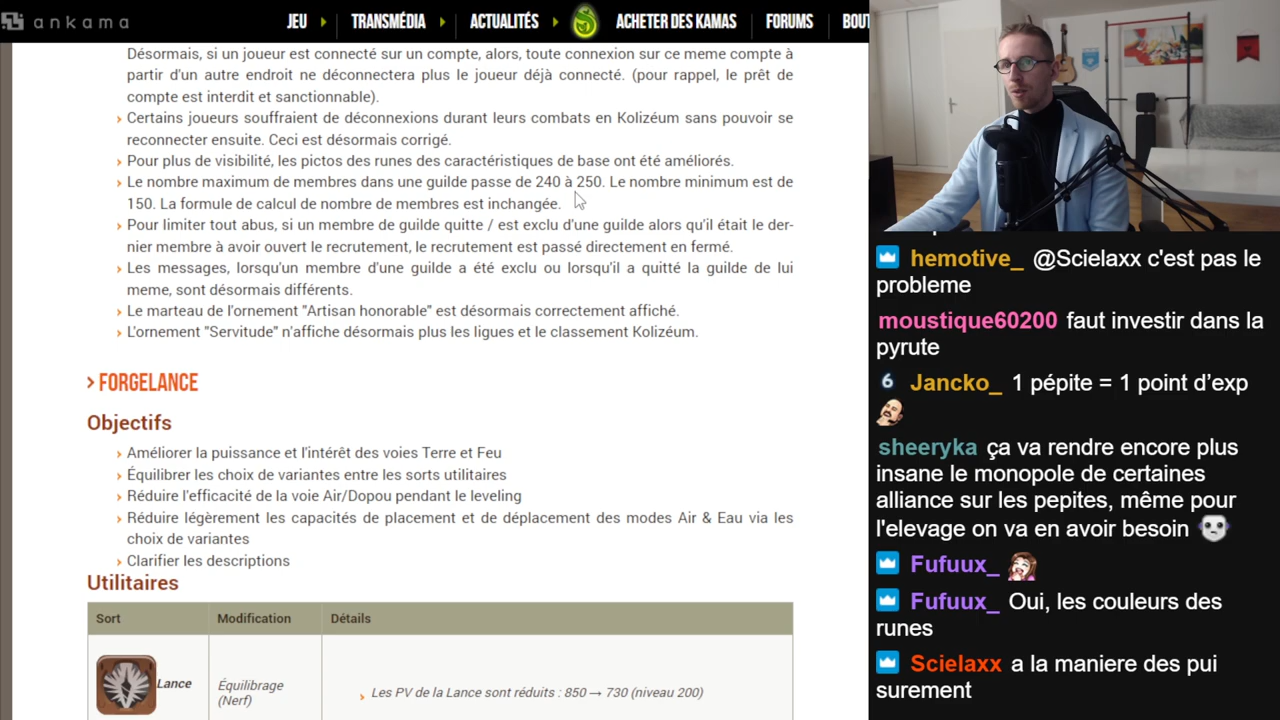 ankama JEU TRANSMÉDIA ACTUALITÉS ACHETER DES KAMAS FORUMS BOUT
Désormais, si un joueur est connecté sur un compte, alors, toute connexion sur ce meme compte à
partir d'un autre endroit ne déconnectera plus le joueur déjà connecté. (pour rappel, le prêt de
compte est interdit et sanctionnable).
Certains joueurs souffraient de déconnexions durant leurs combats en Kolizéum sans pouvoir se
reconnecter ensuite. Ceci est désormais corrigé.
Pour plus de visibilité, les pictos des runes des caractéristiques de base ont été améliorés.
Le nombre maximum de membres dans une guilde passe de 240 à 250. Le nombre minimum est de
150. La formule de calcul de nombre de membres est inchangée.
Pour limiter tout abus, si un membre de guilde quitte / est exclu d'une guilde alors qu'il était le der-
nier membre à avoir ouvert le recrutement, le recrutement est passé directement en fermé.
Les messages, lorsqu'un membre d'une guilde a été exclu ou lorsqu'il a quitté la guilde de lui
meme, sont désormais différents.
Le marteau de l'ornement "Artisan honorable" est désormais correctement affiché.
L'ornement "Servitude" n'affiche désormais plus les ligues et le classement Kolizéum.
> FORGELANCE
Objectifs
Améliorer la puissance et l'intérêt des voies Terre et Feu
Équilibrer les choix de variantes entre les sorts utilitaires
Réduire l'efficacité de la voie Air/Dopou pendant le leveling
Réduire légèrement les capacités de placement et de déplacement des modes Air & Eau via les
choix de variantes
Clarifier les descriptions
Utilitaires
Sort Modification Détails
Lance Équilibrage
(Nerf) Les PV de la Lance sont réduits : 850 → 730 (niveau 200)
hemotive_ @Scielaxx c'est pas le
probleme
moustique60200 faut investir dans la
pyrute
6 Jancko_ 1 pépite = 1 point d'exp
sheeryka ça va rendre encore plus
insane le monopole de certaines
alliance sur les pepites, même pour
l'elevage on va en avoir besoin
Fufuux_
Fufuux_ Oui, les couleurs des
runes
Scielaxx a la maniere des pui
surement